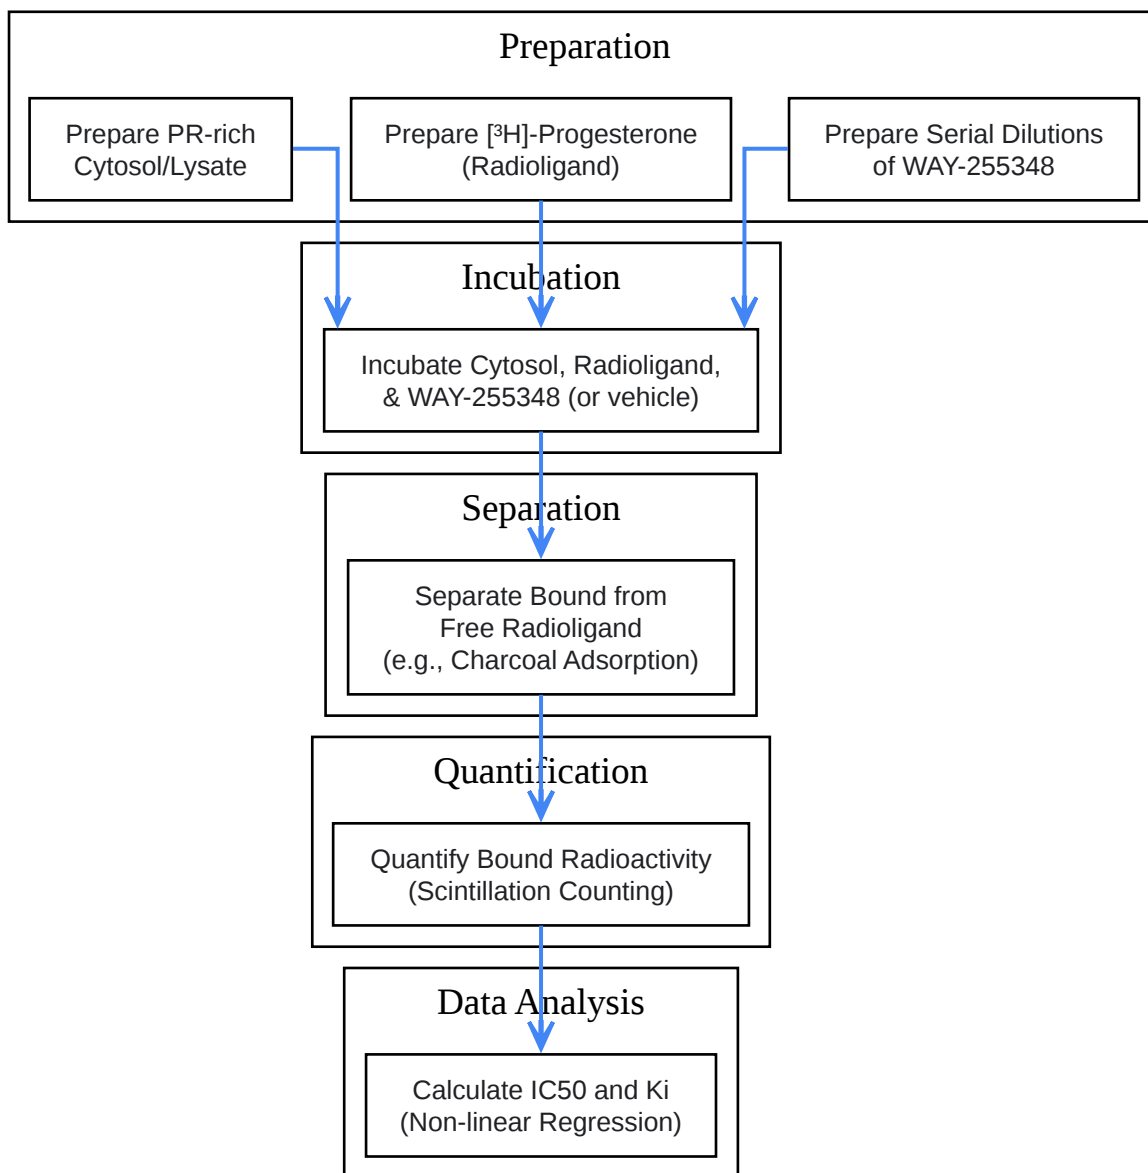 Preparation
Prepare PR-rich
Cytosol/Lysate
Prepare [³H]-Progesterone
(Radioligand)
Prepare Serial Dilutions
of WAY-255348
Incubation
Incubate Cytosol, Radioligand,
& WAY-255348 (or vehicle)
Separation
Separate Bound from
Free Radioligand
(e.g., Charcoal Adsorption)
Quantification
Quantify Bound Radioactivity
(Scintillation Counting)
Data Analysis
Calculate IC50 and Ki
(Non-linear Regression)